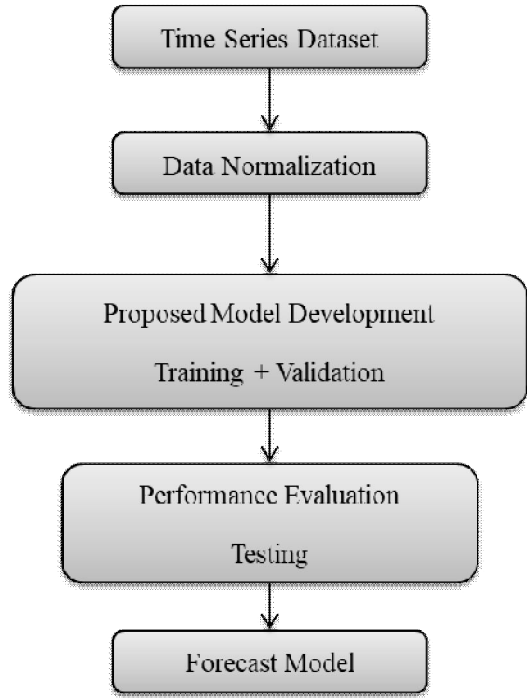 Time Series Dataset
Data Normalization
Proposed Model Development
Training + Validation
Performance Evaluation
Testing
Forecast Model